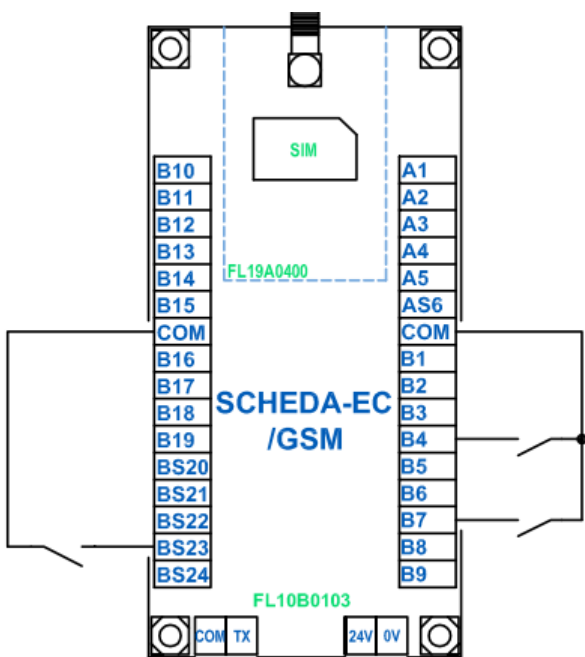 SIM
B10
B11
B12
B13
B14
B15
COM
B16
B17
B18
B19
BS20
BS21
BS22
BS23
BS24
FL19A0400
SCHEDA-EC
/GSM
A1
A2
A3
A4
A5
AS6
COM
B1
B2
B3
B4
B5
B6
B7
B8
B9
FL10B0103
COM TX 24V 0V